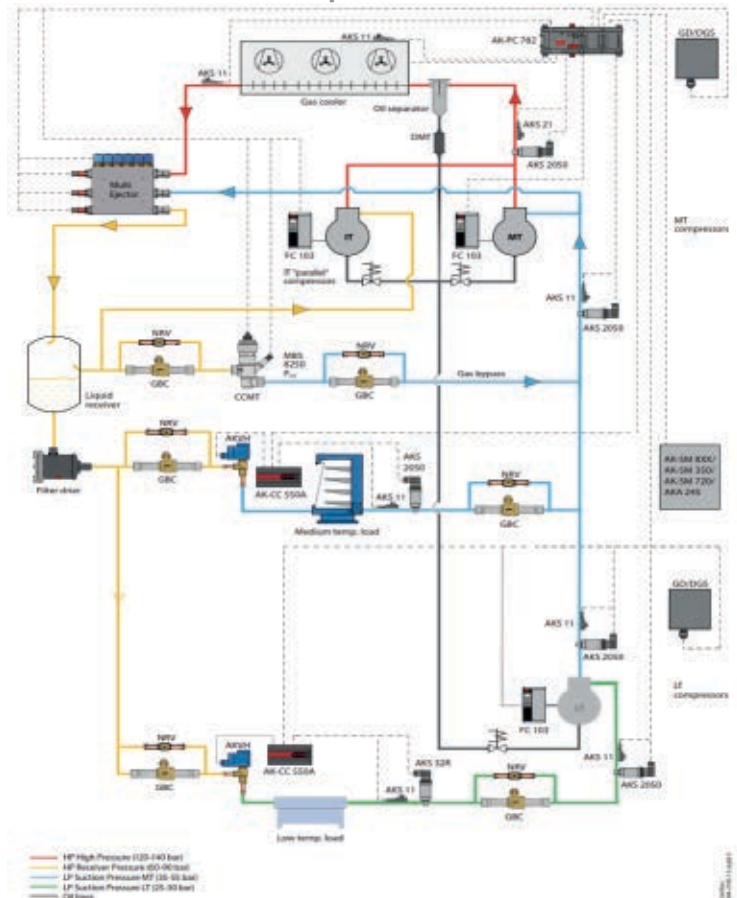 AKS 11
AK-PC 782
GD/DGS
AKS 11
Gas cooler
Oil separator
AKS 21
DMT
AKS 2050
Multi
Ejector
IT
MT
MT
compressors
FC 103
FC 103
IT "parallel"
compressors
AKS 11
AKS 2050
NRV
MBS
8250
NRV
Liquid
receiver
GBC
CCMT
GBC
Gas bypass
NRV
AKVH
AKS
2050
AK-SM 8XX/
AK-SM 350/
AK-SM 720/
AKA 245
NRV
Filter drier
GBC
AK-CC 550A
AKS 11
GBC
Medium temp. load
GD/DGS
AKS 11
AKS 2050
LT
LT
compressors
FC 103
NRV
AKVH
AKS 32R
NRV
AKS 11
GBC
AK-CC 550A
AKS 11
GBC
AKS 2050
Low temp. load
HP High Pressure (120-140 bar)
HP Receiver Pressure (60-90 bar)
LP Suction Pressure-MT
LP Suction Pressure-LT (25-30 bar)
Oil lines